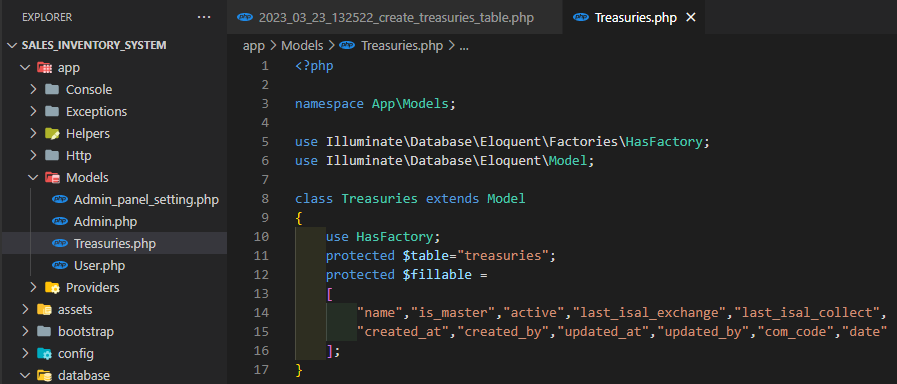 EXPLORER
SALES_INVENTORY_SYSTEM
app
Console
Exceptions
Helpers
Http
Models
Admin_panel_setting.php
Admin.php
Treasuries.php
User.php
Providers
assets
bootstrap
config
database
php 2023_03_23_132522_create_treasuries_table.php
php Treasuries.php ×
app > Models > php Treasuries.php > ...
1 <?php
2
3 namespace App\Models;
4
5 use Illuminate\Database\Eloquent\Factories\HasFactory;
6 use Illuminate\Database\Eloquent\Model;
7
8 class Treasuries extends Model
9 {
10 use HasFactory;
11 protected $table="treasuries";
12 protected $fillable =
13 [
14 "name","is_master","active","last_isal_exchange","last_isal_collect",
15 "created_at","created_by","updated_at","updated_by","com_code","date"
16 ];
17 }